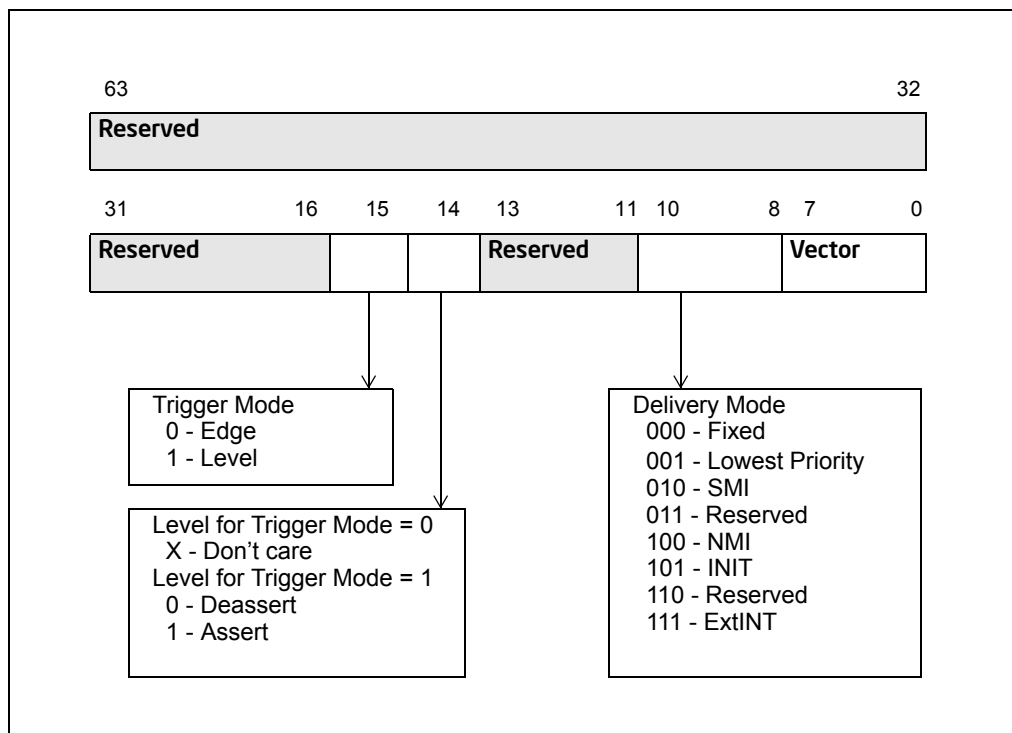 63 32
Reserved
31 16 15 14 13 11 10 8 7 0
Reserved Reserved Vector
Trigger Mode
0 - Edge
1 - Level
Level for Trigger Mode = 0
X - Don't care
Level for Trigger Mode = 1
0 - Deassert
1 - Assert
Delivery Mode
000 - Fixed
001 - Lowest Priority
010 - SMI
011 - Reserved
100 - NMI
101 - INIT
110 - Reserved
111 - ExtINT